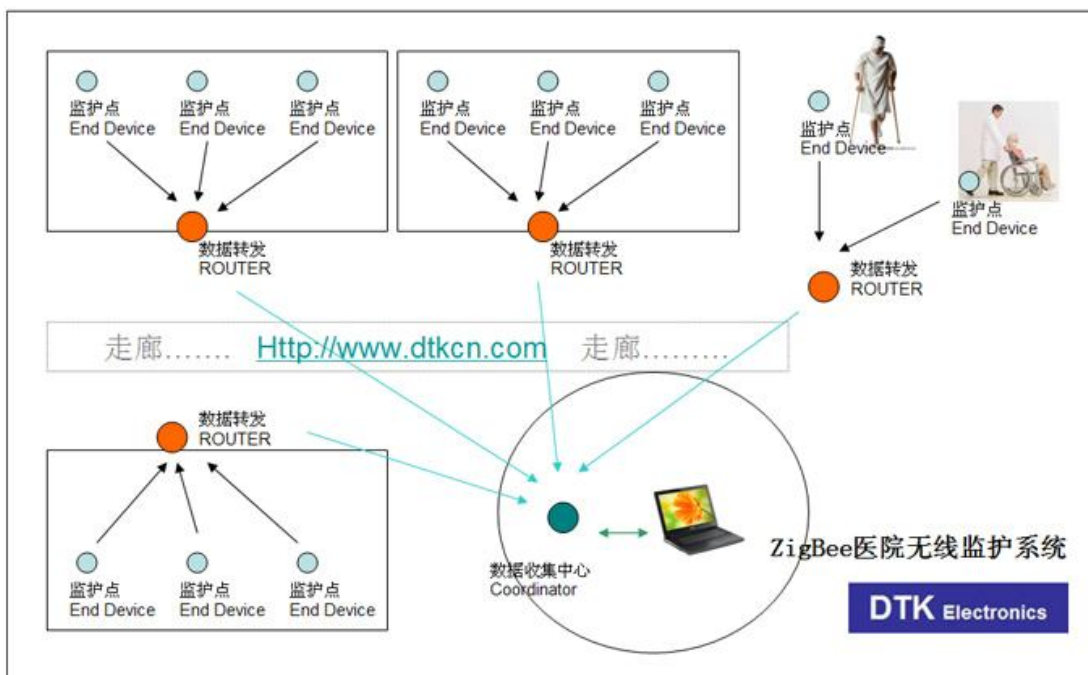 监护点
End Device
监护点
End Device
监护点
End Device
数据转发
ROUTER
监护点
End Device
监护点
End Device
监护点
End Device
数据转发
ROUTER
监护点
End Device
监护点
End Device
数据转发
ROUTER
走廊....... Http://www.dtkcn.com 走廊.........
数据转发
ROUTER
监护点
End Device
监护点
End Device
监护点
End Device
数据收集中心
Coordinator
ZigBee医院无线监护系统
DTK Electronics